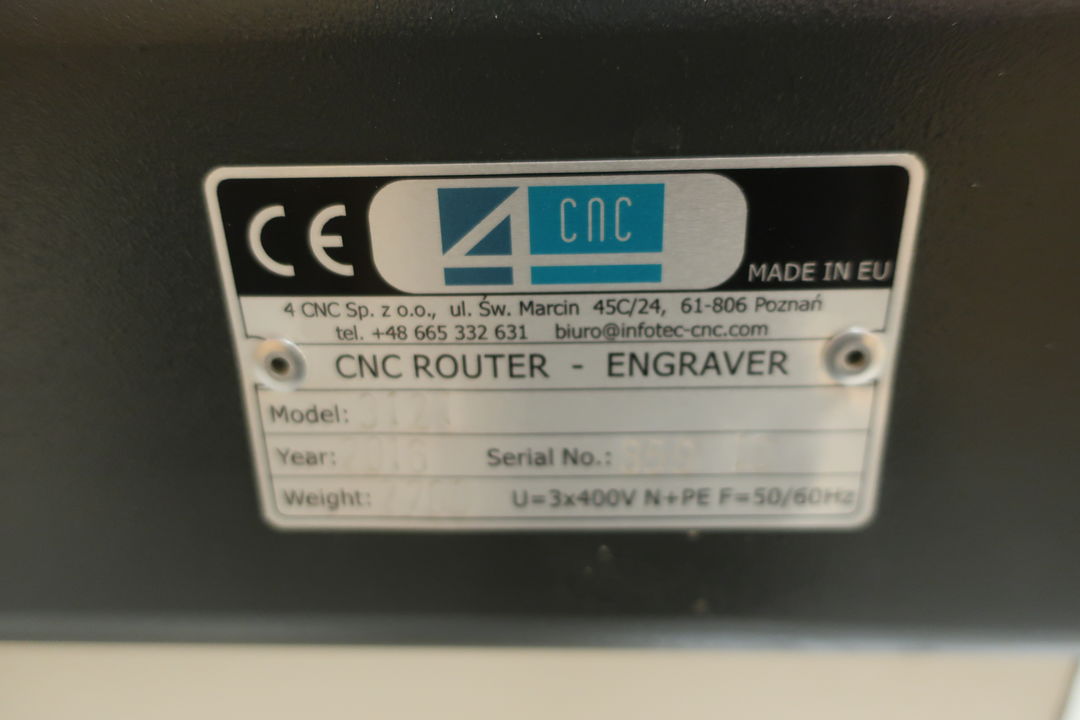 CE
4 CNC
MADE IN EU
4 CNC Sp. z o.o., ul. Św. Marcin 45C/24, 61-806 Poznań
tel. +48 665 332 631 biuro@infotec-cnc.com
CNC ROUTER - ENGRAVER
Model:
Year: 2016 Serial No.:
Weight: U=3x400V N+PE F=50/60Hz